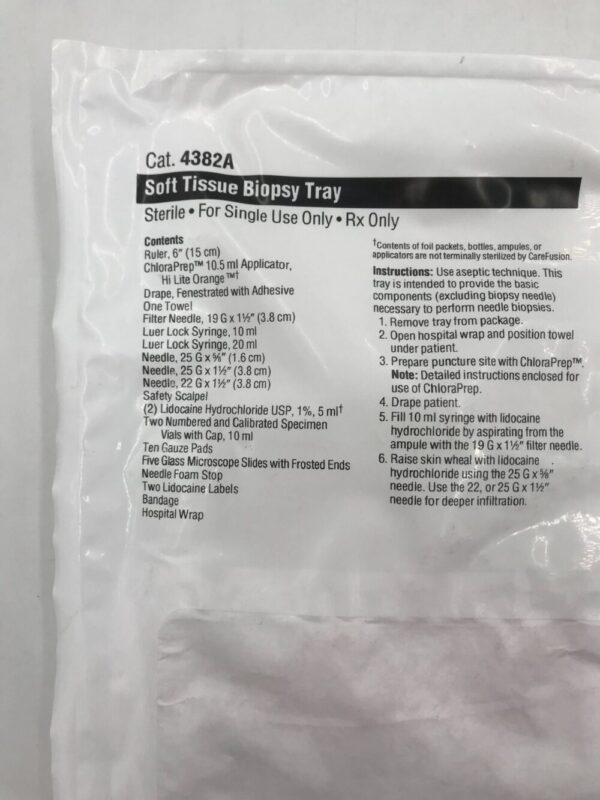 Cat. 4382A
Soft Tissue Biopsy Tray
Sterile • For Single Use Only • Rx Only
Contents
Ruler, 6" (15 cm)
ChloraPrep™ 10.5 ml Applicator,
Hi Lite Orange™†
Drape, Fenestrated with Adhesive
One Towel
Filter Needle, 19 G x 1½" (3.8 cm)
Luer Lock Syringe, 10 ml
Luer Lock Syringe, 20 ml
Needle, 25 G x ⅝" (1.6 cm)
Needle, 25 G x 1½" (3.8 cm)
Needle, 22 G x 1½" (3.8 cm)
Safety Scalpel
(2) Lidocaine Hydrochloride USP, 1%, 5 ml†
Two Numbered and Calibrated Specimen
Vials with Cap, 10 ml
Ten Gauze Pads
Five Glass Microscope Slides with Frosted Ends
Needle Foam Stop
Two Lidocaine Labels
Bandage
Hospital Wrap
†Contents of foil packets, bottles, ampules, or
applicators are not terminally sterilized by CareFusion.
Instructions: Use aseptic technique. This
tray is intended to provide the basic
components (excluding biopsy needle)
necessary to perform needle biopsies.
1. Remove tray from package.
2. Open hospital wrap and position towel
under patient.
3. Prepare puncture site with ChloraPrep™.
Note: Detailed instructions enclosed for
use of ChloraPrep.
4. Drape patient.
5. Fill 10 ml syringe with lidocaine
hydrochloride by aspirating from the
ampule with the 19 G x 1½" filter needle.
6. Raise skin wheal with lidocaine
hydrochloride using the 25 G x ⅝"
needle. Use the 22, or 25 G x 1½"
needle for deeper infiltration.